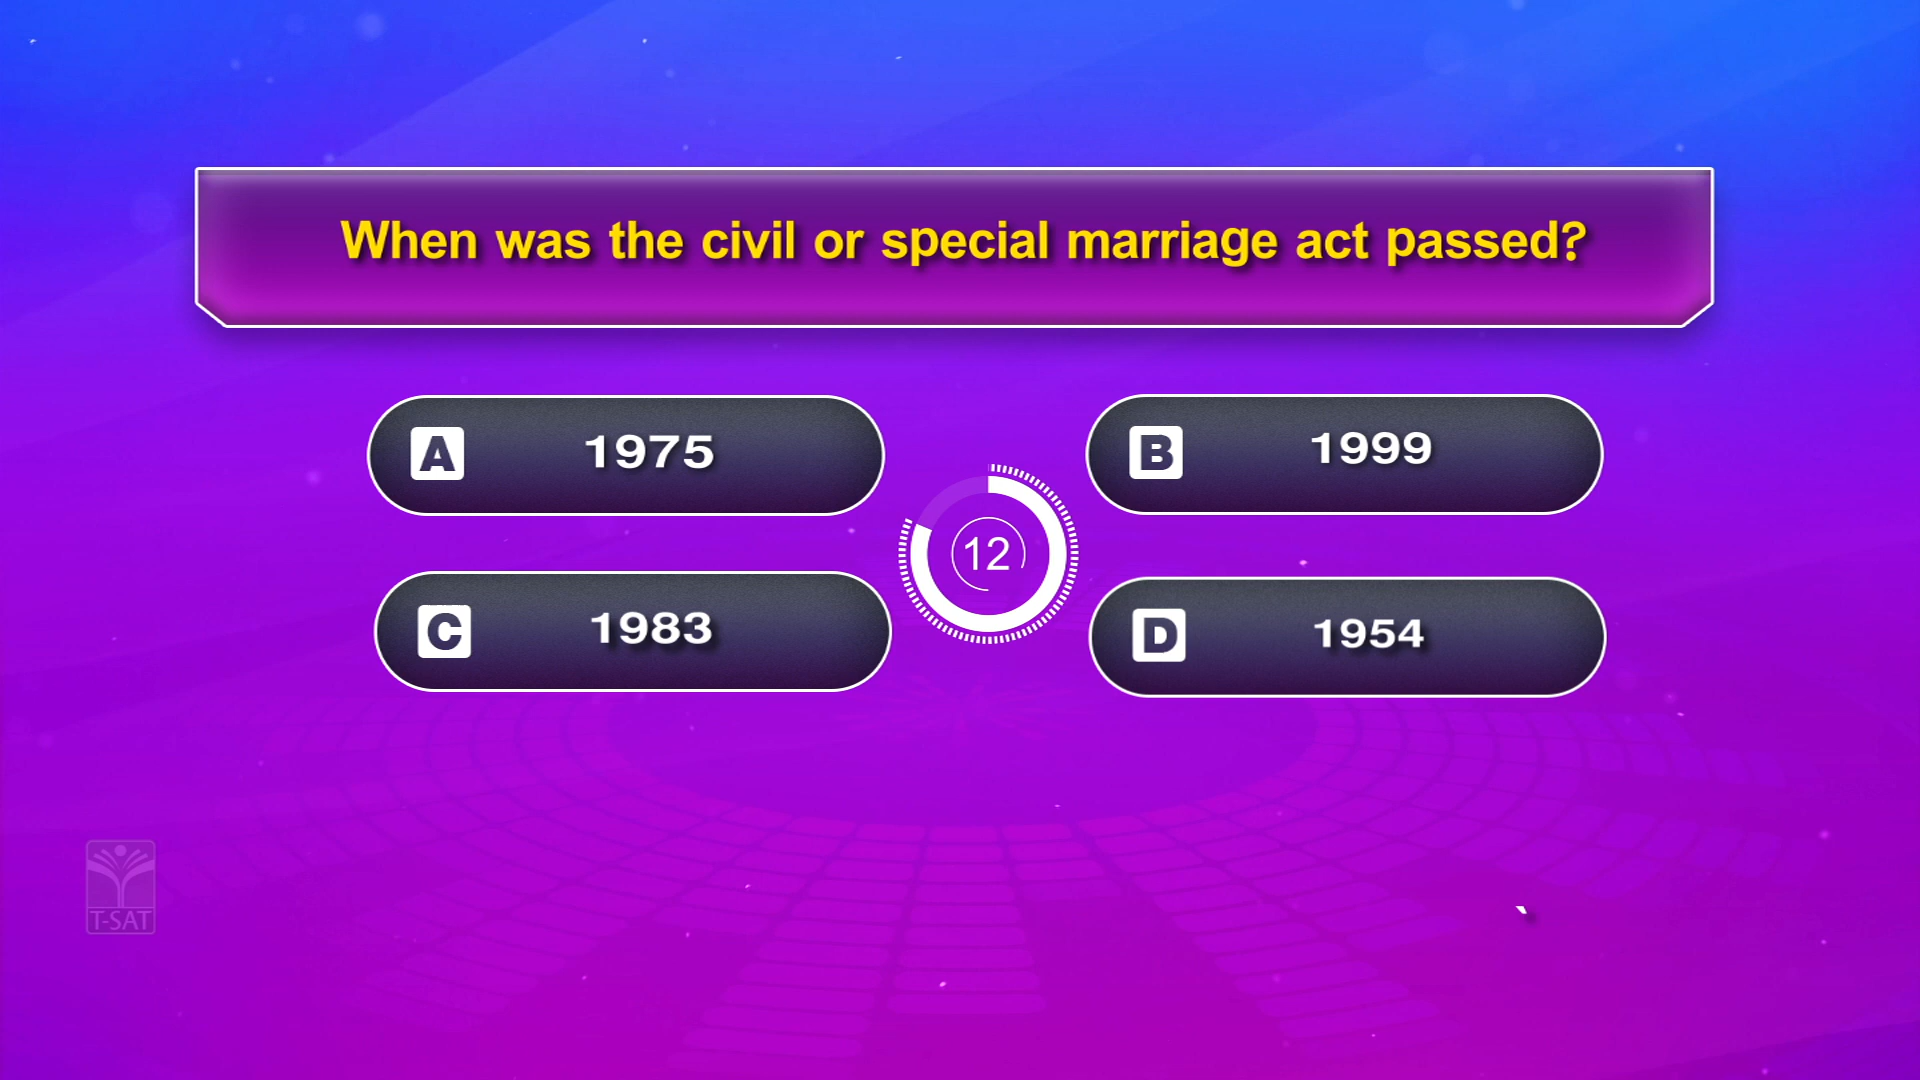 When was the civil or special marriage act passed?
A 1975
B 1999
12
C 1983
D 1954
T-SAT